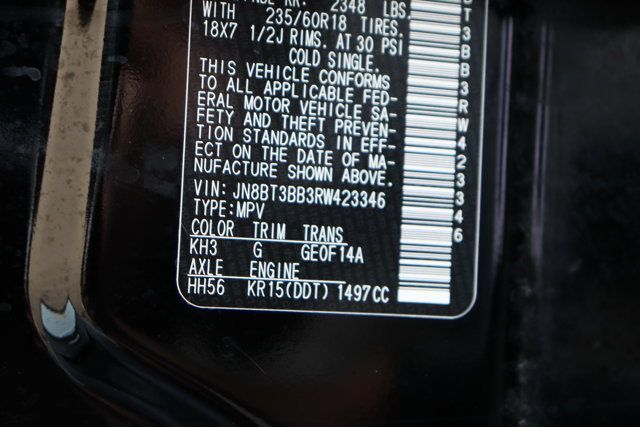 2348 LBS.
WITH 235/60R18 TIRES.
18X7 1/2J RIMS. AT 30 PSI
COLD SINGLE.
THIS VEHICLE CONFORMS
TO ALL APPLICABLE FED-
ERAL MOTOR VEHICLE SA-
FETY AND THEFT PREVEN-
TION STANDARDS IN EFF-
ECT ON THE DATE OF MA-
NUFACTURE SHOWN ABOVE.
VIN: JN8BT3BB3RW423346
TYPE:MPV
COLOR TRIM TRANS
KH3 G GE0F14A
AXLE ENGINE
HH56 KR15(DDT) 1497CC
BT3BB3RW423346